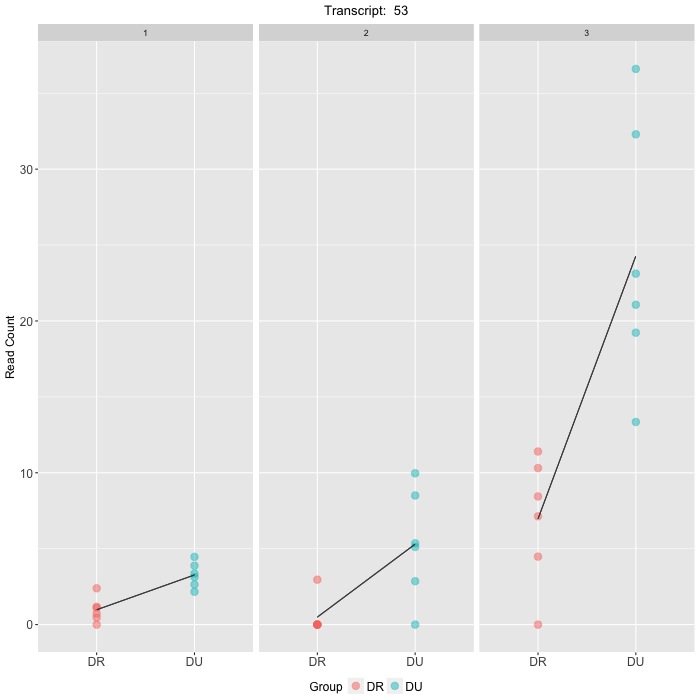 Transcript: 53
1 2 3
Read Count
30
20
10
0
DR DU DR DU DR DU
Group DR DU